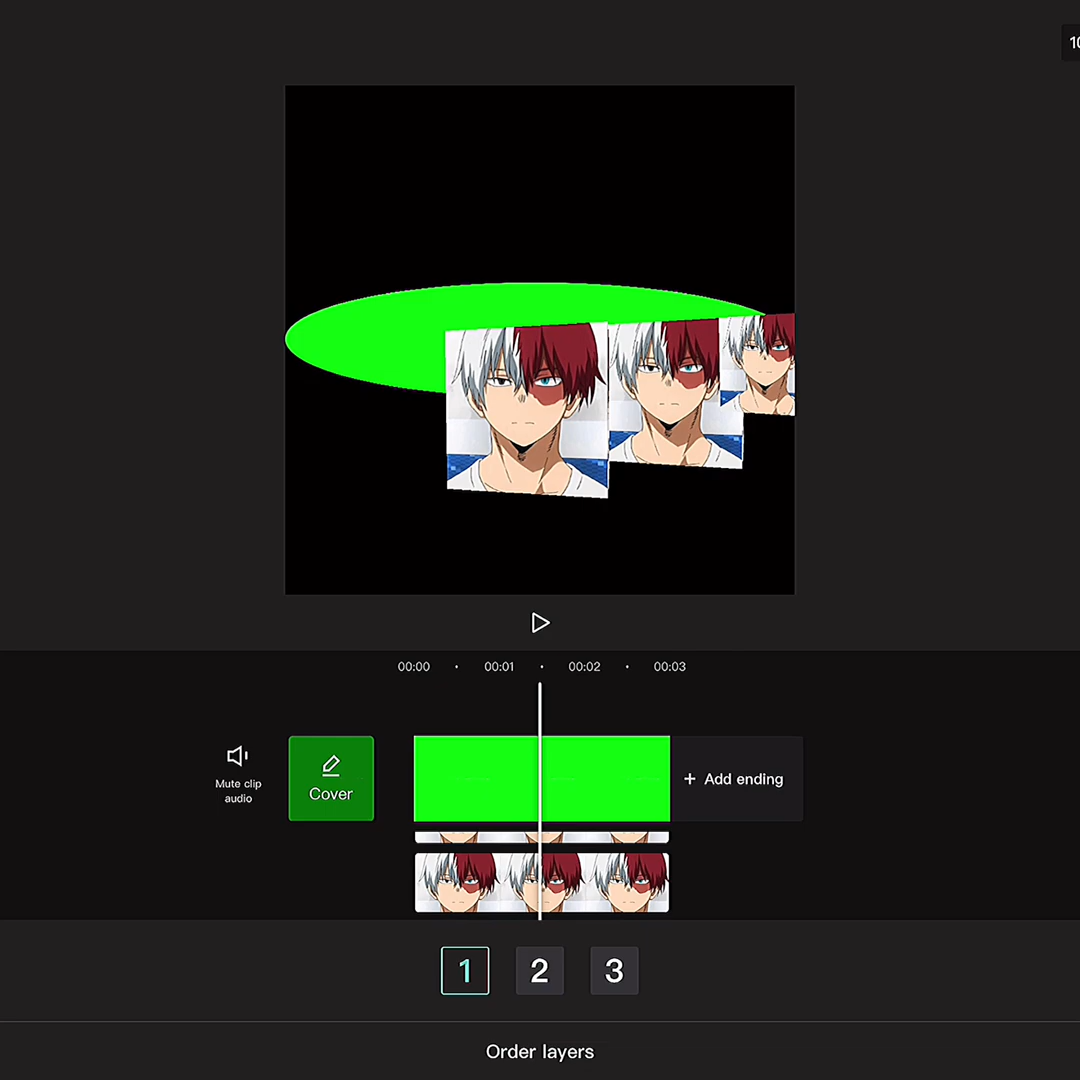 10
00:00 00:01 00:02 00:03
Mute clip
audio
Cover
+ Add ending
1 2 3
Order layers